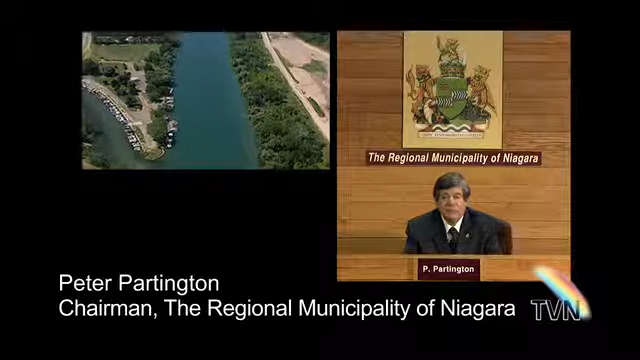 The Regional Municipality of Niagara
P. Partington
Peter Partington
Chairman, The Regional Municipality of Niagara
TVN